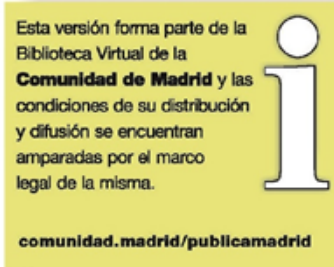 Esta versión forma parte de la
Biblioteca Virtual de la
Comunidad de Madrid y las
condiciones de su distribución
y difusión se encuentran
amparadas por el marco
legal de la misma.
comunidad.madrid/publicamadrid